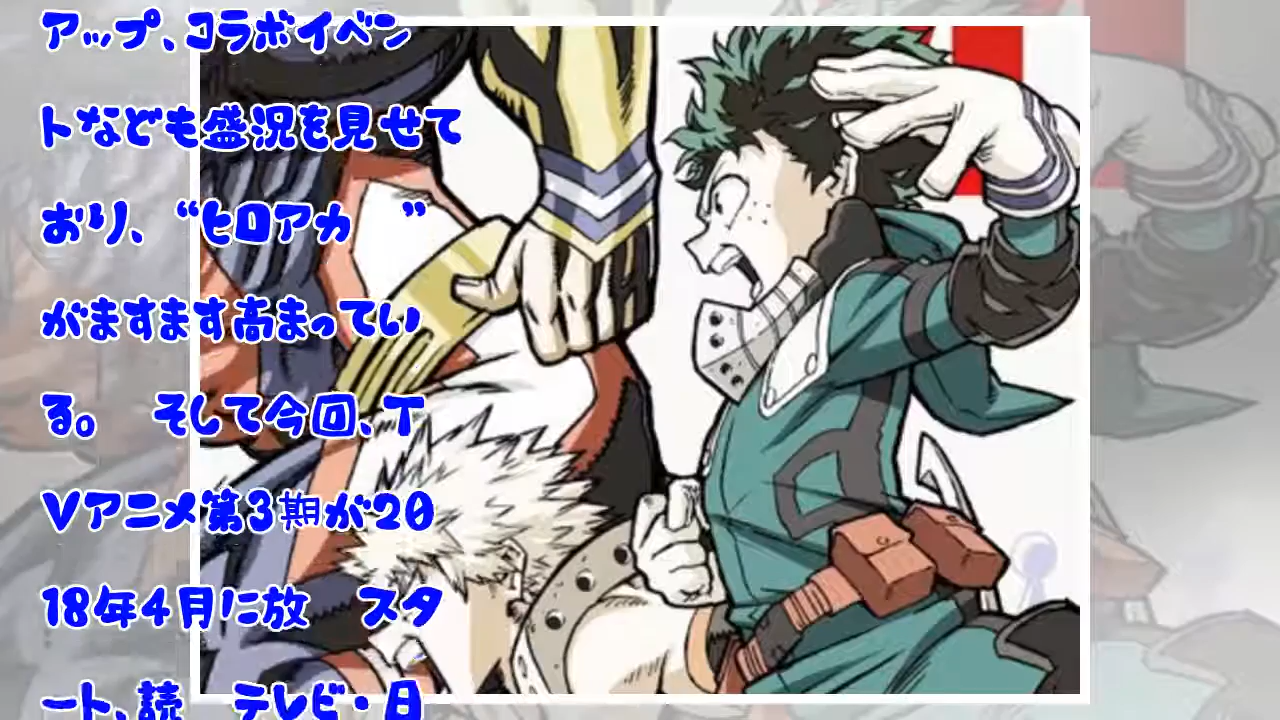 アップ、コラボイベン
トなども盛況を見せて
おり、“ヒロアカ　”
がますます高まってい
る。　そして今回、T
Vアニメ第3期が20
18年4月に放　スタ
ート、読　テレビ・日